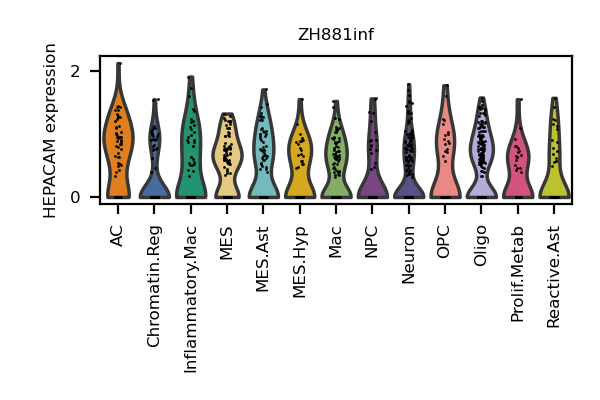 ZH881inf
HEPACAM expression
2
0
AC
Chromatin.Reg
Inflammatory.Mac
MES
MES.Ast
MES.Hyp
Mac
NPC
Neuron
OPC
Oligo
Prolif.Metab
Reactive.Ast